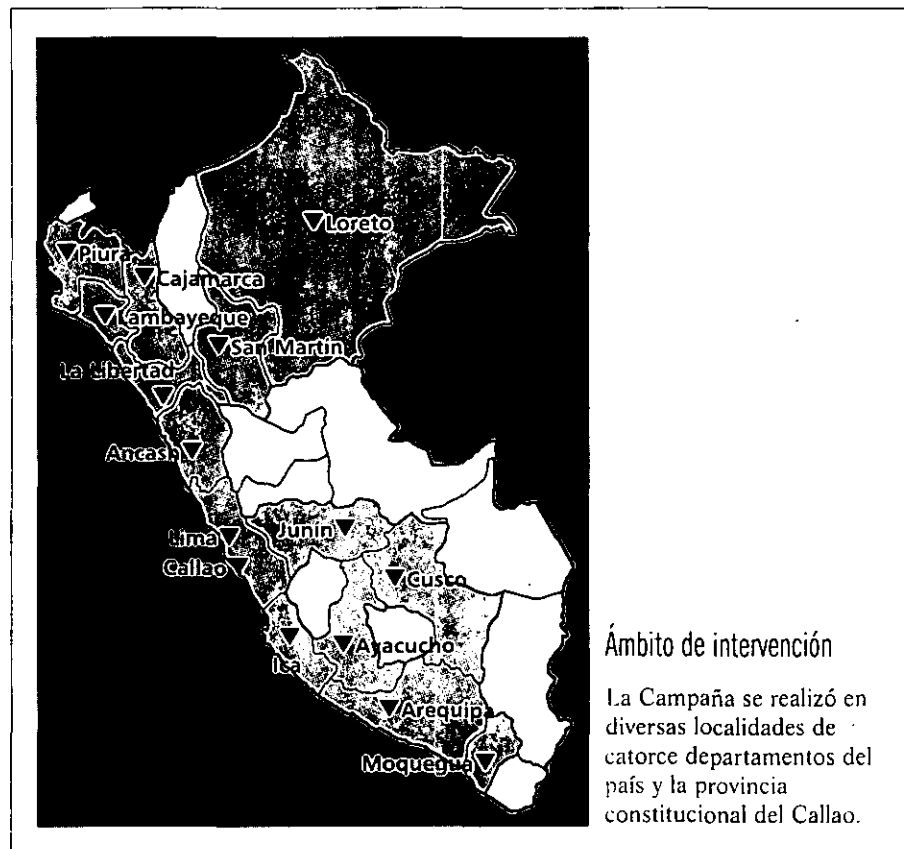 Loreto
Piura
Cajamarca
Lambayeque
San Martín
La Libertad
Ancash
Lima
Junín
Callao
Cusco
Ica
Ayacucho
Arequipa
Moquegua
Ámbito de intervención
La Campaña se realizó en
diversas localidades de
catorce departamentos del
país y la provincia
constitucional del Callao.